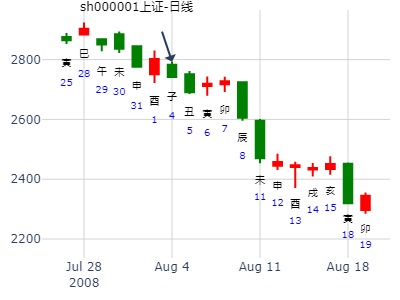 sh000001上证-日线
2800
2600
2400
2200
寅 25
巳 28
午 29
未 30
申 31
酉 1
子 4
丑 5
寅 6
卯 7
辰 8
未 11
申 12
酉 13
戌 14
亥 15
寅 18
卯 19
Jul 28 Aug 4 Aug 11 Aug 18
2008